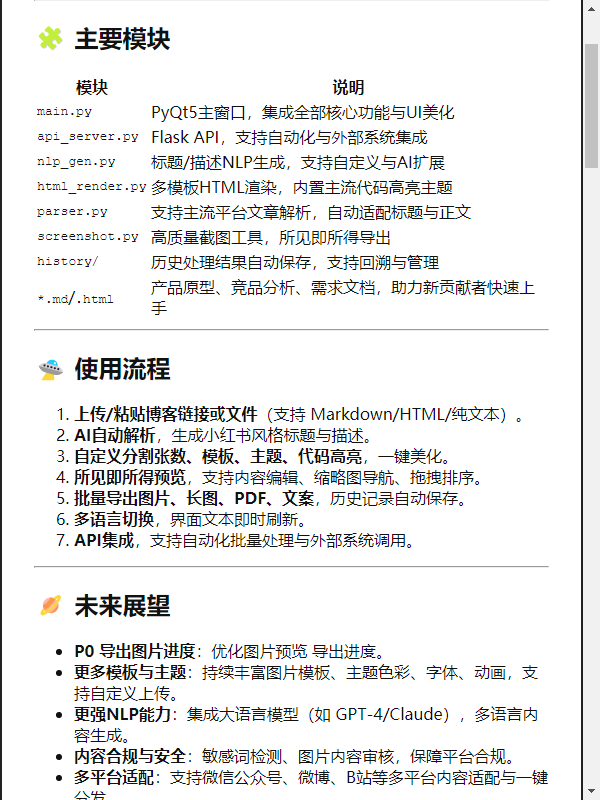 🧩 主要模块
模块 说明
main.py PyQt5主窗口，集成全部核心功能与UI美化
api_server.py Flask API，支持自动化与外部系统集成
nlp_gen.py 标题/描述NLP生成，支持自定义与AI扩展
html_render.py 多模板HTML渲染，内置主流代码高亮主题
parser.py 支持主流平台文章解析，自动适配标题与正文
screenshot.py 高质量截图工具，所见即所得导出
history/ 历史处理结果自动保存，支持回溯与管理
*.md/.html 产品原型、竞品分析、需求文档，助力新贡献者快速上
手
🛸 使用流程
1. 上传/粘贴博客链接或文件（支持 Markdown/HTML/纯文本）。
2. AI自动解析，生成小红书风格标题与描述。
3. 自定义分割张数、模板、主题、代码高亮，一键美化。
4. 所见即所得预览，支持内容编辑、缩略图导航、拖拽排序。
5. 批量导出图片、长图、PDF、文案，历史记录自动保存。
6. 多语言切换，界面文本即时刷新。
7. API集成，支持自动化批量处理与外部系统调用。
🪐 未来展望
• P0 导出图片进度：优化图片预览 导出进度。
• 更多模板与主题：持续丰富图片模板、主题色彩、字体、动画，支
持自定义上传。
• 更强NLP能力：集成大语言模型（如 GPT-4/Claude），多语言内
容生成。
• 内容合规与安全：敏感词检测、图片内容审核，保障平台合规。
• 多平台适配：支持微信公众号、微博、B站等多平台内容适配与一键
分发